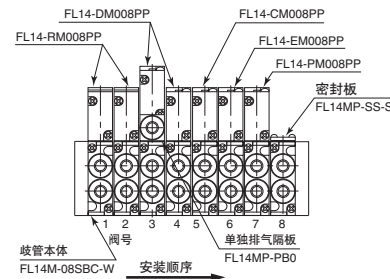 FL14-DM008PP
FL14-CM008PP
FL14-RM008PP
FL14-EM008PP
FL14-PM008PP
密封板
FL14MP-SS-S
1 2 3 4 5 6 7 8
阀号
单独排气隔板
FL14MP-PB0
歧管本体
FL14M-08SBC-W
安装顺序